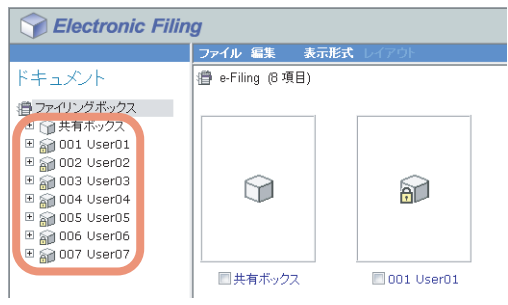 Electronic Filing
ファイル 編集 表示形式 レイアウト
ドキュメント
e-Filing (8 項目)
ファイリングボックス
共有ボックス
001 User01
002 User02
003 User03
004 User04
005 User05
006 User06
007 User07
共有ボックス
001 User01